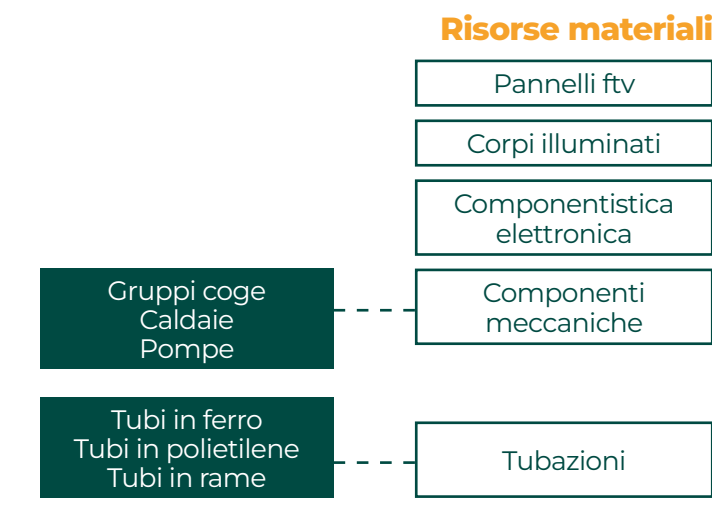 Risorse materiali
Pannelli ftv
Corpi illuminati
Componentistica
elettronica
Gruppi coge
Caldaie
Pompe
Componenti
meccaniche
Tubi in ferro
Tubi in polietilene
Tubi in rame
Tubazioni